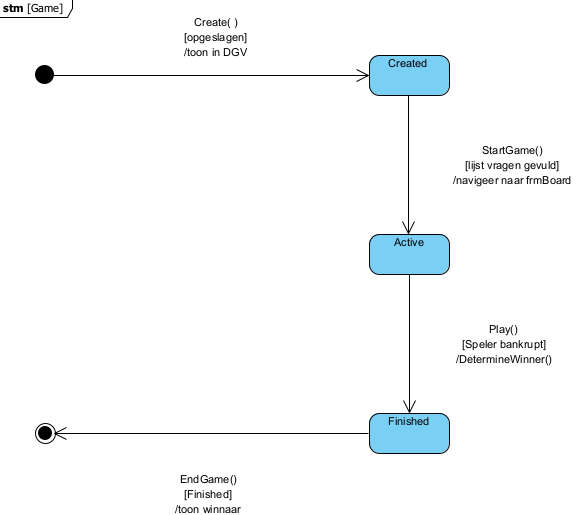 stm [Game]
Create( )
[opgeslagen]
/toon in DGV
Created
StartGame()
[lijst vragen gevuld]
/navigeer naar frmBoard
Active
Play()
[Speler bankrupt]
/DetermineWinner()
Finished
EndGame()
[Finished]
/toon winnaar